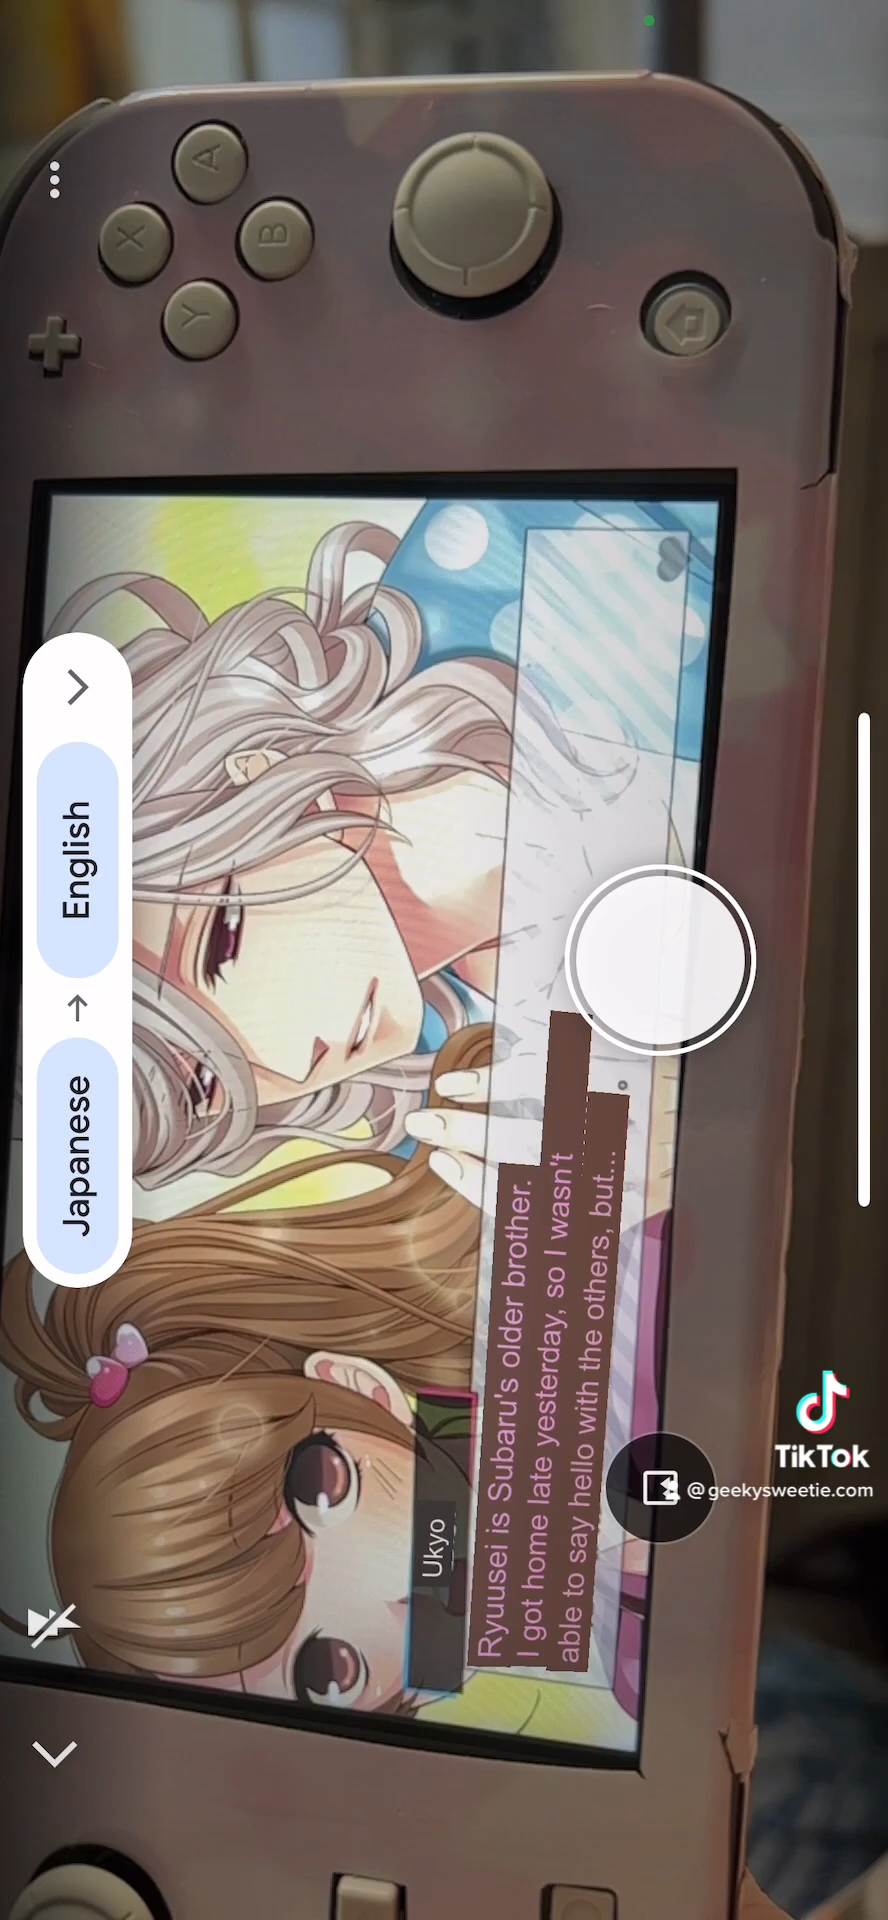 A
X
B
Y
Japanese → English
Ukyo
Ryuusei is Subaru's older brother.
I got home late yesterday, so I wasn't
able to say hello with the others, but...
TikTok
@geekysweetie.com